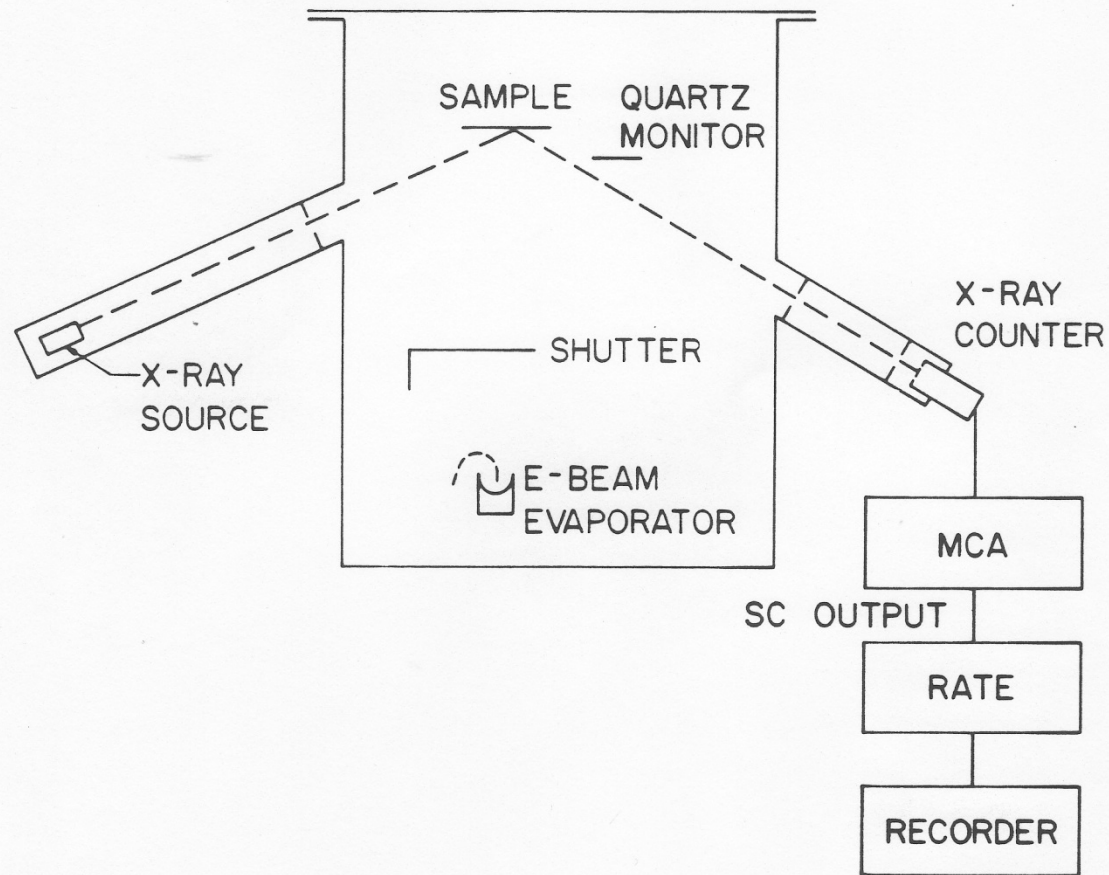 SAMPLE
QUARTZ
MONITOR
X-RAY
COUNTER
SHUTTER
X-RAY
SOURCE
E-BEAM
EVAPORATOR
MCA
SC OUTPUT
RATE
RECORDER